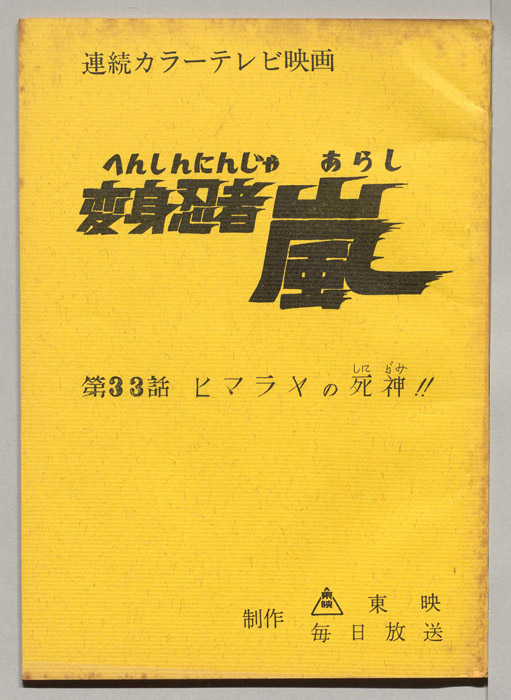 連続カラーテレビ映画
へんしんにんじゃ あらし
変身忍者嵐
しに がみ
第33話 ヒマラヤの死神!!
制作 東映 東映
毎日放送